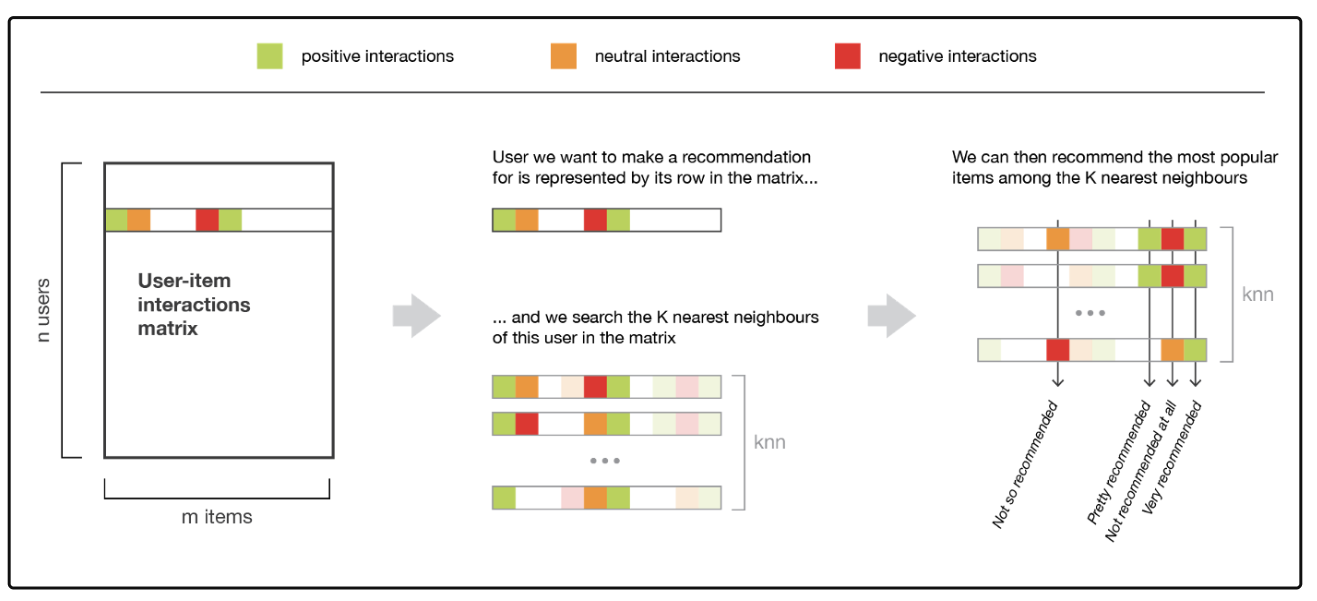 positive interactions
neutral interactions
negative interactions
n users
User-item
interactions
matrix
m items
User we want to make a recommendation
for is represented by its row in the matrix...
... and we search the K nearest neighbours
of this user in the matrix
knn
We can then recommend the most popular
items among the K nearest neighbours
knn
Not so recommended
Pretty recommended
Not recommended at all
Very recommended